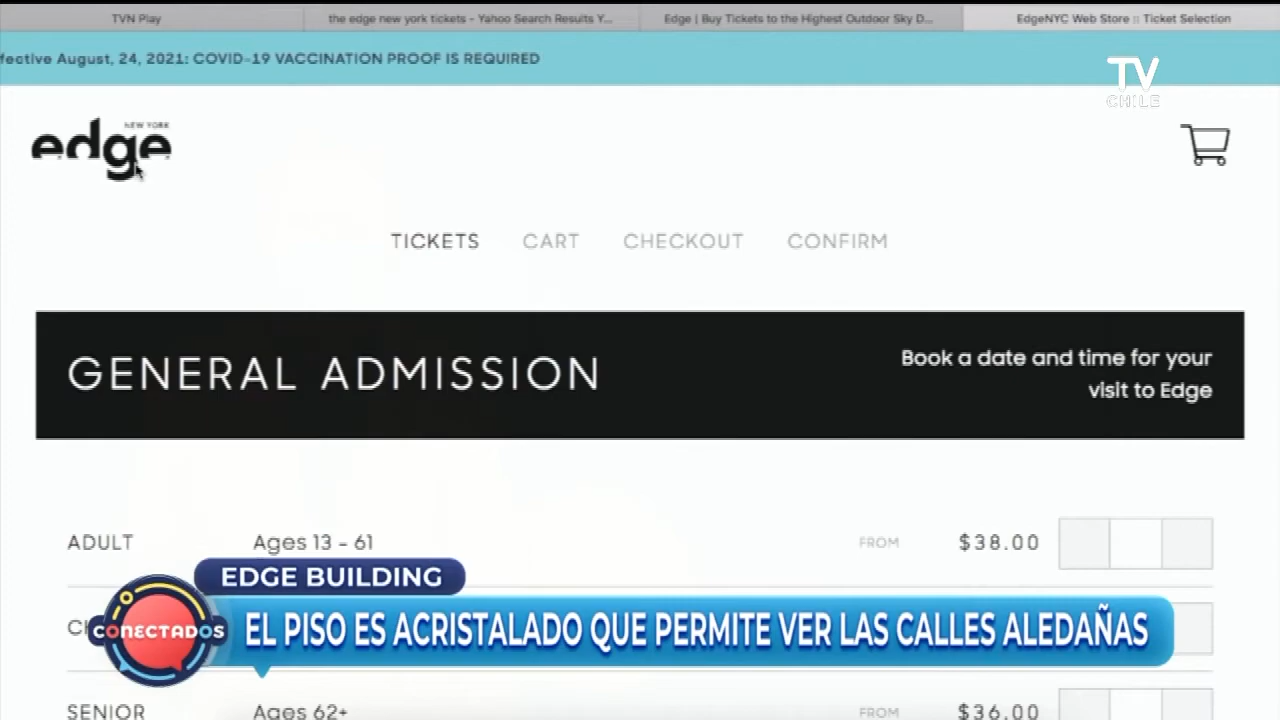 TVN Play
the edge new york tickets - Yahoo Search Results Y...
Edge | Buy Tickets to the Highest Outdoor Sky D...
EdgeNYC Web Store :: Ticket Selection
fective August, 24, 2021: COVID-19 VACCINATION PROOF IS REQUIRED
TV
CHILE
NEW YORK
edge
TICKETS
CART
CHECKOUT
CONFIRM
GENERAL ADMISSION
Book a date and time for your
visit to Edge
ADULT
Ages 13 - 61
FROM
$38.00
EDGE BUILDING
CONECTADOS
EL PISO ES ACRISTALADO QUE PERMITE VER LAS CALLES ALEDAÑAS
SENIOR
Ages 62+
FROM
$36.00